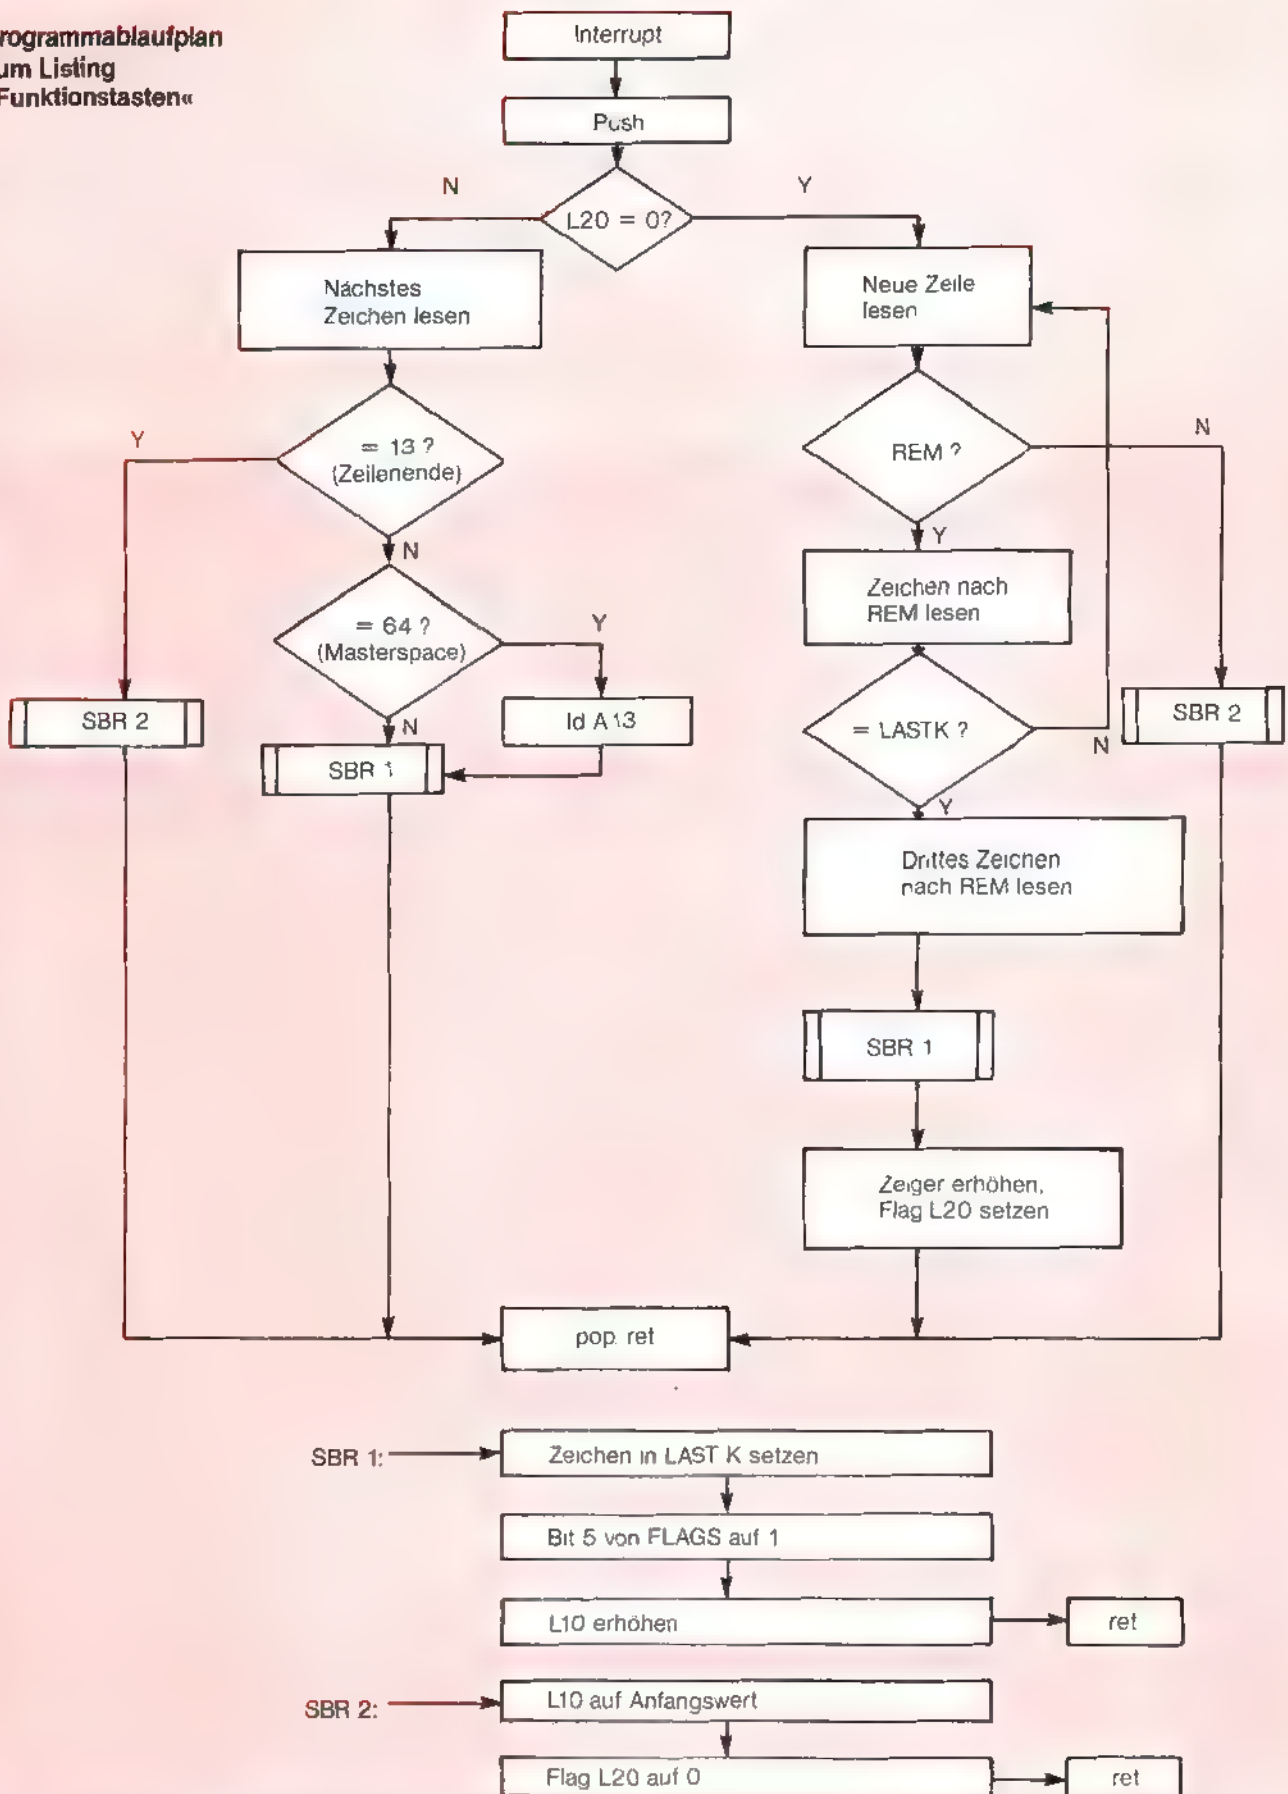 rogrammablaufplan
um Listing
Funktionstasten«
Interrupt
Push
N
Y
L20 = 0?
Nächstes
Zeichen lesen
Neue Zeile
lesen
Y
= 13 ?
(Zeilenende)
N
REM ?
N
Y
= 64 ?
(Masterspace)
Y
N
Zeichen nach
REM lesen
SBR 2
ld A 13
SBR 1
= LASTK ?
N
SBR 2
Y
Drittes Zeichen
nach REM lesen
SBR 1
Zeiger erhöhen,
Flag L20 setzen
pop. ret
SBR 1:
Zeichen in LAST K setzen
Bit 5 von FLAGS auf 1
L10 erhöhen
ret
SBR 2:
L10 auf Anfangswert
Flag L20 auf 0
ret